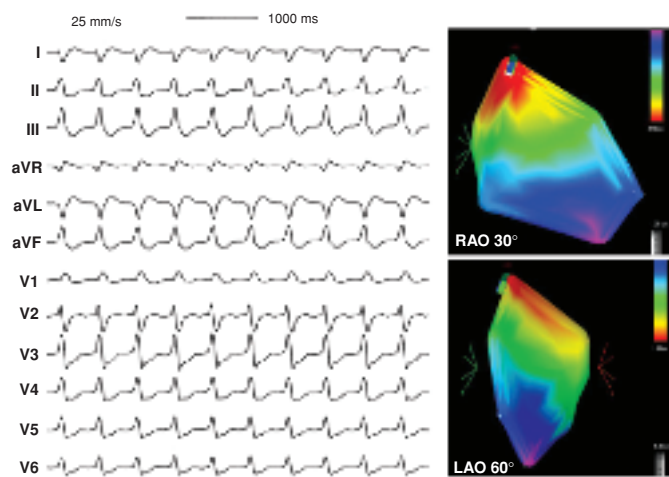 25 mm/s 1000 ms
I
II
III
aVR
aVL
aVF
V1
V2
V3
V4
V5
V6
RAO 30°
LAO 60°